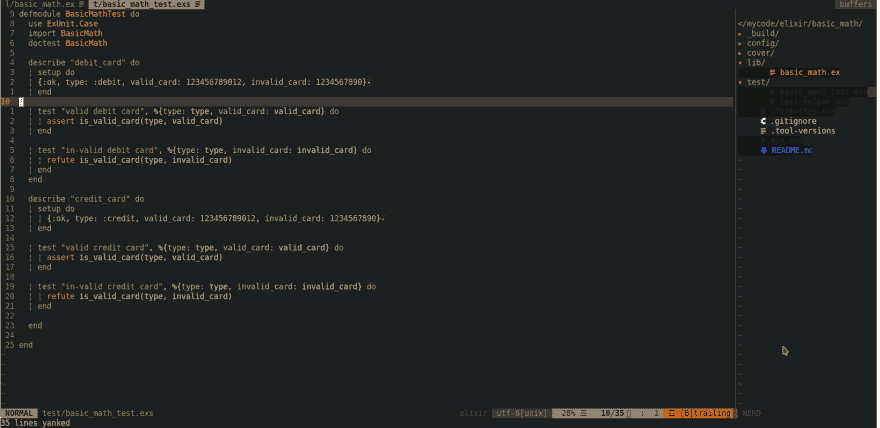 l/basic_math.ex t/basic_math_test.exs buffers
9 defmodule BasicMathTest do
8 use ExUnit.Case
7 import BasicMath
6 doctest BasicMath
5
4 describe "debit_card" do
3 ¦ setup do
2 ¦ {:ok, type: :debit, valid_card: 123456789012, invalid_card: 1234567890}-
1 ¦ end
10
1 ¦ test "valid debit card", %{type: type, valid_card: valid_card} do
2 ¦ ¦ assert is_valid_card(type, valid_card)
3 ¦ end
4
5 ¦ test "in-valid debit card", %{type: type, invalid_card: invalid_card} do
6 ¦ ¦ refute is_valid_card(type, invalid_card)
7 ¦ end
8 end
9
10 describe "credit_card" do
11 ¦ setup do
12 ¦ ¦ {:ok, type: :credit, valid_card: 123456789012, invalid_card: 1234567890}-
13 ¦ end
14
15 ¦ test "valid credit card", %{type: type, valid_card: valid_card} do
16 ¦ ¦ assert is_valid_card(type, valid_card)
17 ¦ end
18
19 ¦ test "in-valid credit card", %{type: type, invalid_card: invalid_card} do
20 ¦ ¦ refute is_valid_card(type, invalid_card)
21 ¦ end
22
23 end
24
25 end
</mycode/elixir/basic_math/
▸ _build/
▸ config/
▸ cover/
▾ lib/
basic_math.ex
▾ test/
basic_math_test.exs
test_helper.exs
.gitignore
.tool-versions
README.mc
NORMAL test/basic_math_test.exs elixir utf-8[unix] 28% 10/35 : 1 [8]trailing NERD
35 lines yanked